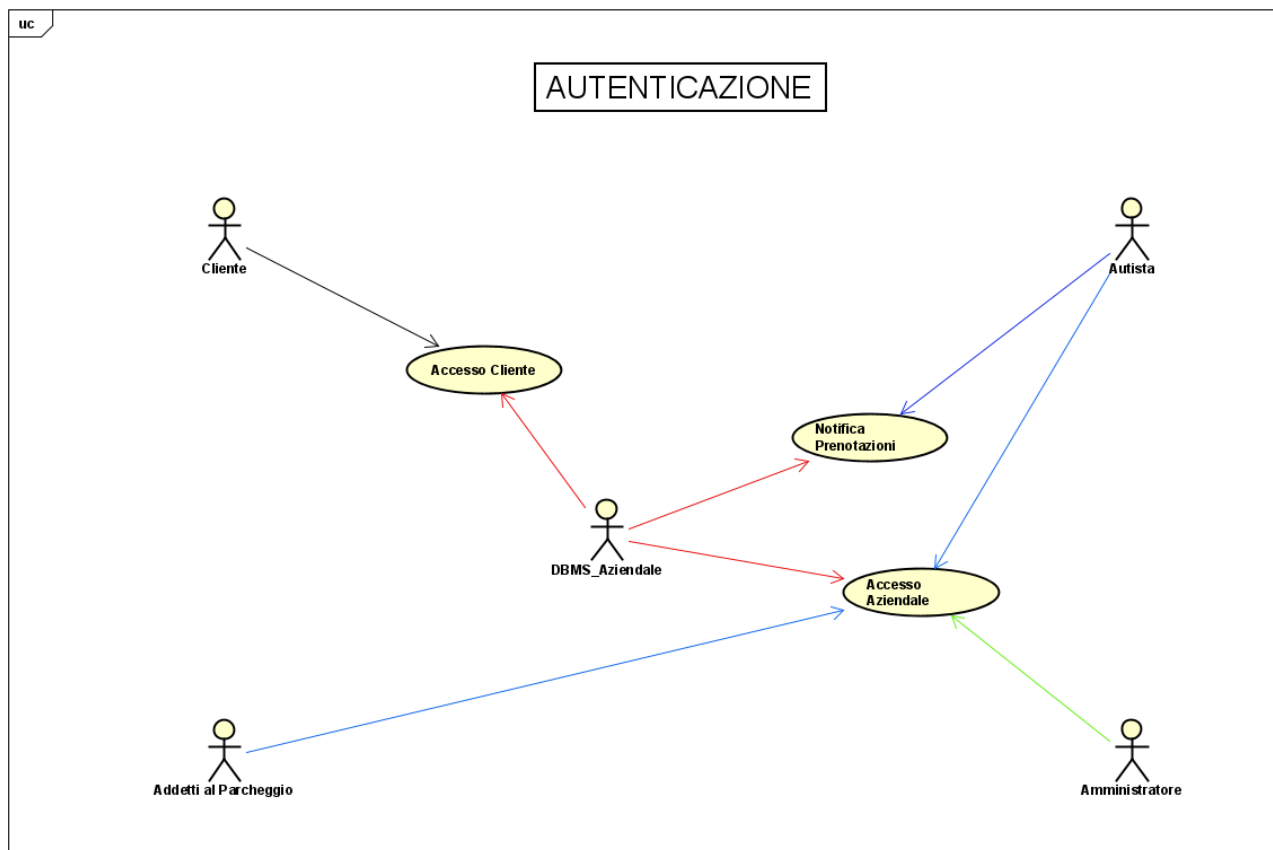 uc
AUTENTICAZIONE
Cliente
Autista
Accesso Cliente
Notifica
Prenotazioni
DBMS_Aziendale
Accesso
Aziendale
Addetti al Parcheggio
Amministratore